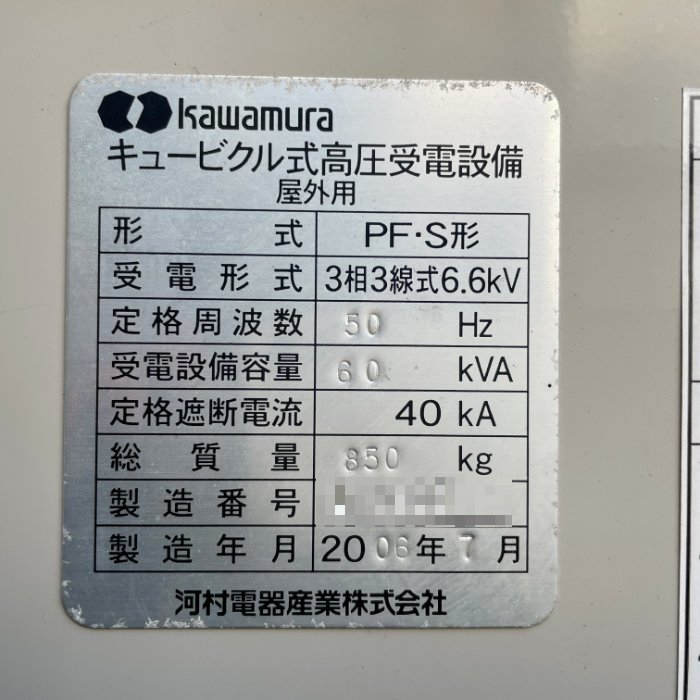 kawamura
キュービクル式高圧受電設備
屋外用
形式 PF·S形
受電形式 3相3線式6.6kV
定格周波数 50 Hz
受電設備容量 60 kVA
定格遮断電流 40 kA
総質量 850 kg
製造番号
製造年月 2006年7月
河村電器産業株式会社